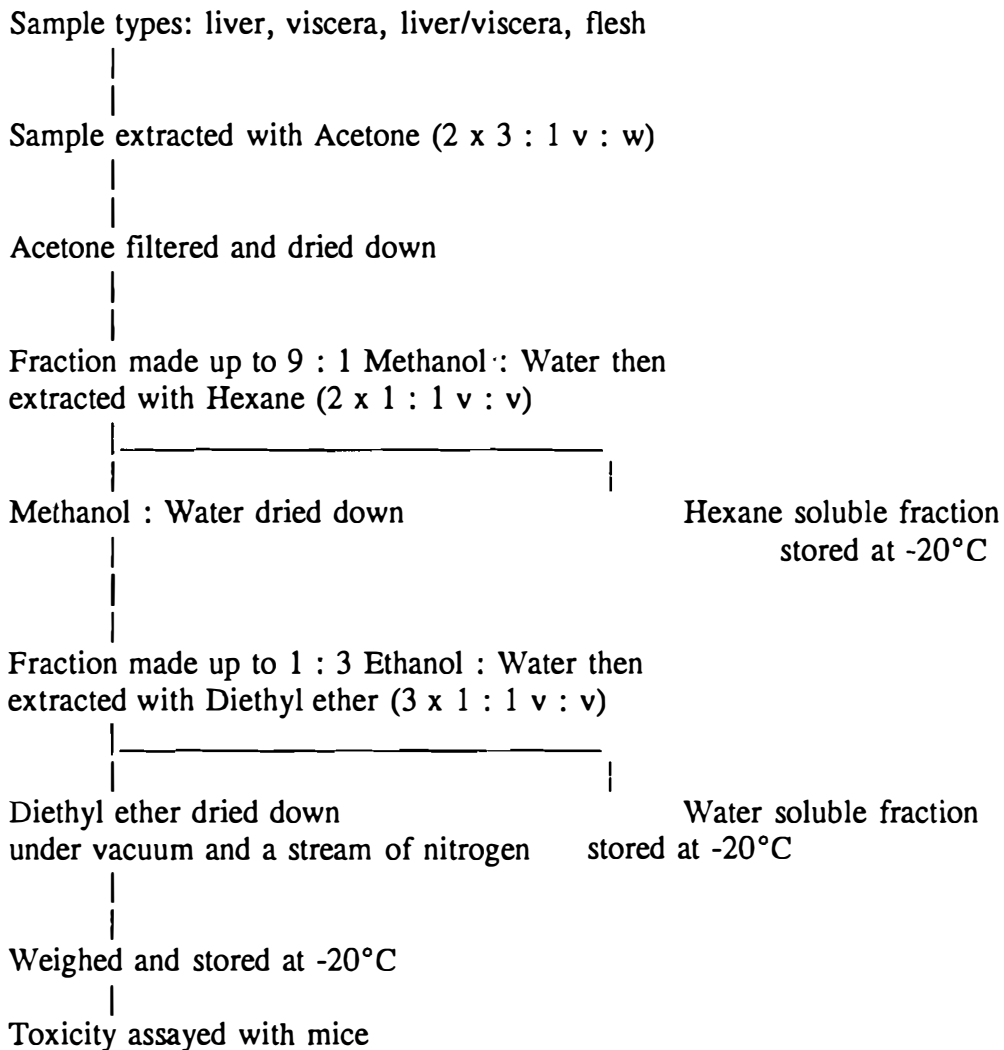 Sample types: liver, viscera, liver/viscera, flesh
Sample extracted with Acetone (2 x 3 : 1 v : w)
Acetone filtered and dried down
Fraction made up to 9 : 1 Methanol : Water then
extracted with Hexane (2 x 1 : 1 v : v)
Methanol : Water dried down
Hexane soluble fraction
stored at -20°C
Fraction made up to 1 : 3 Ethanol : Water then
extracted with Diethyl ether (3 x 1 : 1 v : v)
Diethyl ether dried down
under vacuum and a stream of nitrogen
Water soluble fraction
stored at -20°C
Weighed and stored at -20°C
Toxicity assayed with mice